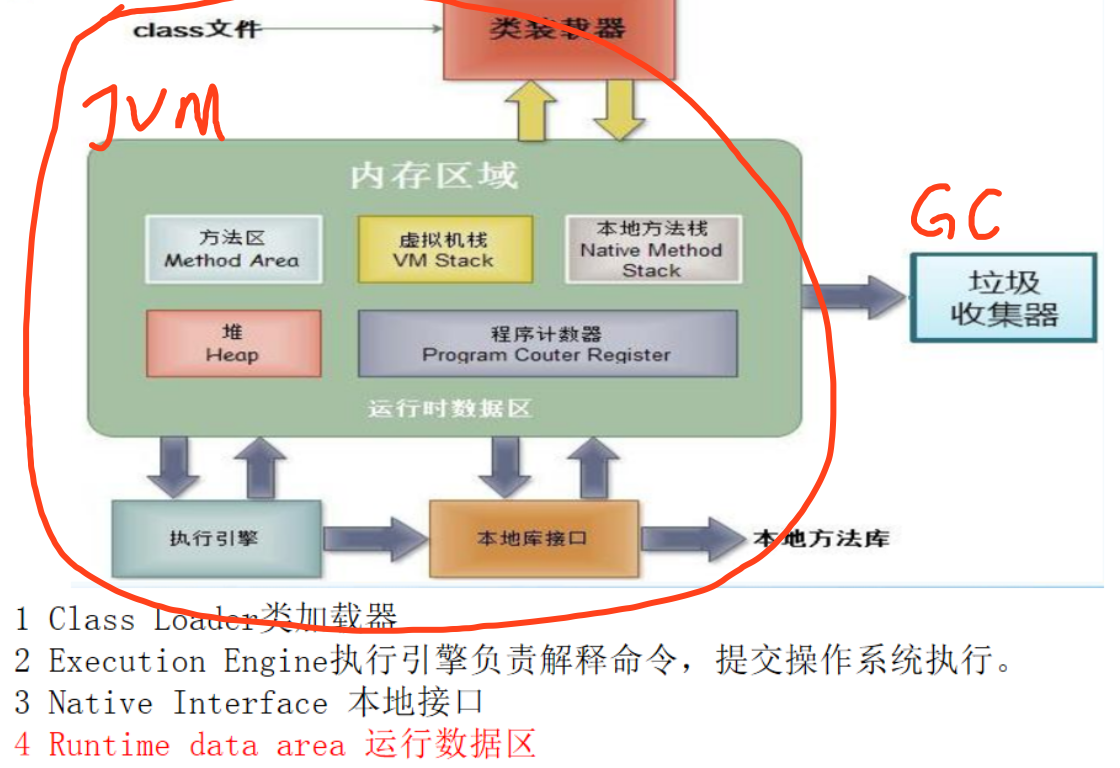 class文件
类装载器
JVM
内存区域
方法区
Method Area
虚拟机栈
VM Stack
本地方法栈
Native Method
Stack
GC
垃圾
收集器
堆
Heap
程序计数器
Program Couter Register
运行时数据区
执行引擎
本地库接口
本地方法库
1 Class Loader类加载器
2 Execution Engine执行引擎负责解释命令，提交操作系统执行。
3 Native Interface 本地接口
4 Runtime data area 运行数据区